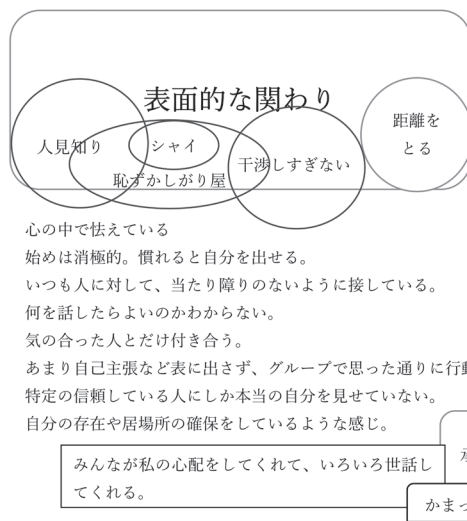 表面的な関わり
人見知り
シャイ
恥ずかしがり屋
干渉しすぎない
距離を
とる
心の中で怯えている
始めは消極的。慣れると自分を出せる。
いつも人に対して、当たり障りのないように接している。
何を話したらよいのかわからない。
気の合った人とだけ付き合う。
あまり自己主張など表に出さず、グループで思った通りに行動
特定の信頼している人にしか本当の自分を見せていない。
自分の存在や居場所の確保をしているような感じ。
みんなが私の心配をしてくれて、いろいろ世話し
てくれる。
かまっ